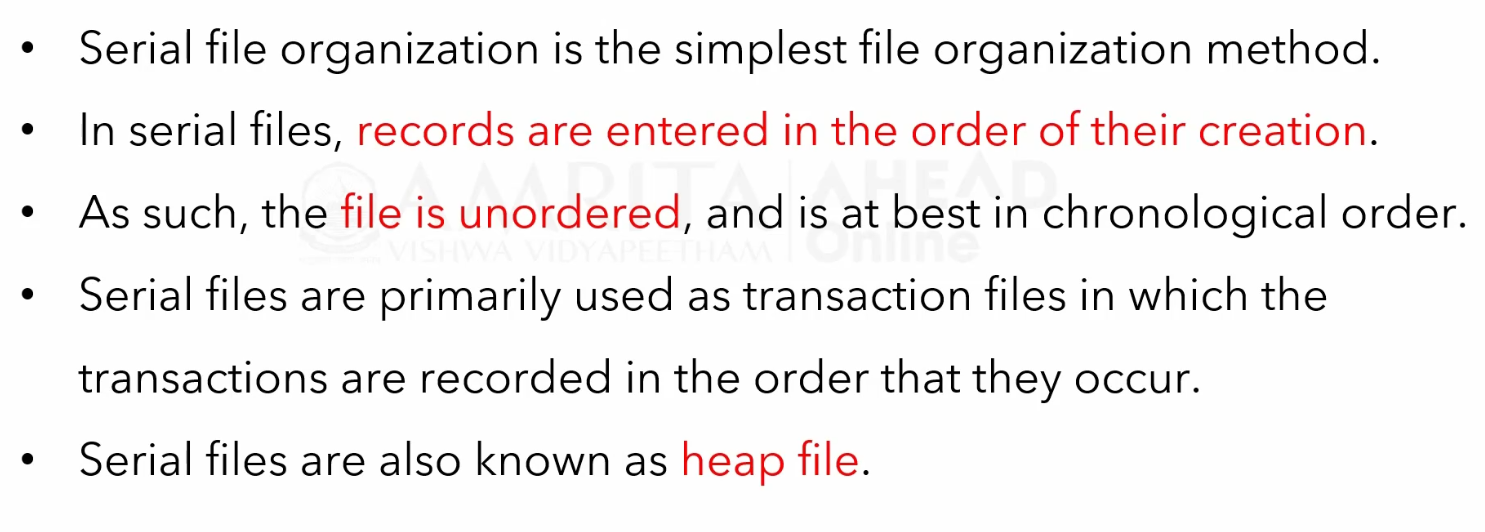 • Serial file organization is the simplest file organization method.
• In serial files, records are entered in the order of their creation.
• As such, the file is unordered, and is at best in chronological order.
AMRITA AHEAD
VISHWA VIDYAPEETHAM Online
• Serial files are primarily used as transaction files in which the
transactions are recorded in the order that they occur.
• Serial files are also known as heap file.